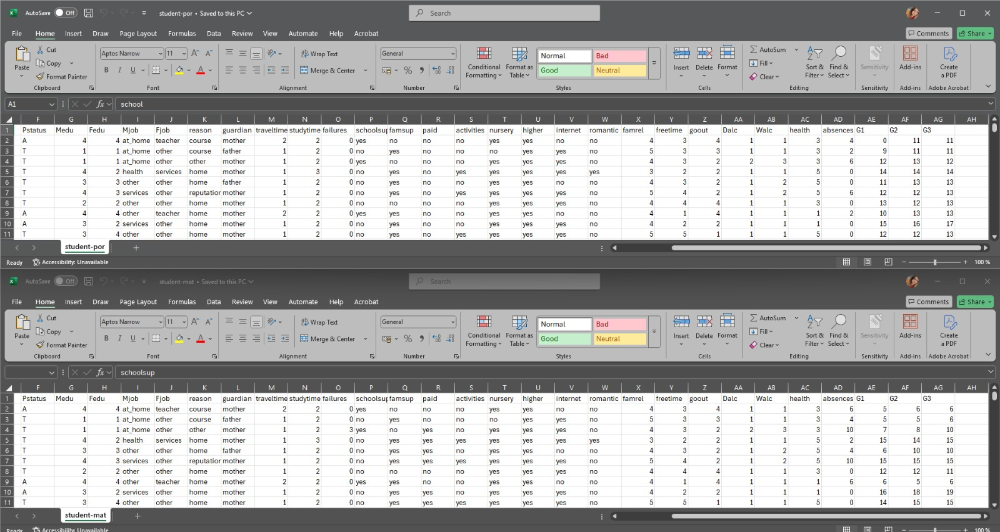 AutoSave Off student-por • Saved to this PC Search
File Home Insert Draw Page Layout Formulas Data Review View Automate Help Acrobat Comments Share
Paste Cut Copy Format Painter Clipboard
Aptos Narrow 11 B I U Font
Wrap Text Merge & Center Alignment
General % Number
Conditional Formatting Format as Table Normal Bad Good Neutral Styles
Insert Delete Format Cells
AutoSum Fill Clear Sort & Filter Find & Select Editing
Sensitivity Sensitivity
Add-ins Add-ins
Create a PDF Adobe Acrobat
A1 fx school
F G H I J K L M N O P Q R S T U V W X Y Z AA AB AC AD AE AF AG AH
1 Pstatus Medu Fedu Mjob Fjob reason guardian traveltime studytime failures schoolsup famsup paid activities nursery higher internet romantic famrel freetime goout Dalc Walc health absences G1 G2 G3
2 A 4 4 at_home teacher course mother 2 2 0 yes no no no yes yes no no 4 3 4 1 1 3 4 0 11 11
3 T 1 1 at_home other course father 1 2 0 no yes no no no yes yes no 5 3 3 1 1 3 2 9 11 11
4 T 1 1 at_home other other mother 1 2 0 yes no no no yes yes yes no 4 3 2 2 3 3 6 12 13 12
5 T 4 2 health services home mother 1 3 0 no yes no yes yes yes yes yes 3 2 2 1 1 5 0 14 14 14
6 T 3 3 other other home father 1 2 0 no yes no no yes yes no no 4 3 2 1 2 5 0 11 13 13
7 T 4 3 services other reputation mother 1 2 0 no yes no yes yes yes yes no 5 4 2 1 2 5 6 12 12 13
8 T 2 2 other other home mother 1 2 0 no no no no yes yes yes no 4 4 4 1 1 3 0 13 12 13
9 A 4 4 other teacher home mother 2 2 0 yes yes no no yes yes no no 4 1 4 1 1 1 2 10 13 13
10 A 3 2 services other home mother 1 2 0 no yes no no yes yes yes no 4 2 2 1 1 1 0 15 16 17
11 T 3 4 other other home mother 1 2 0 no yes no yes yes yes yes no 5 5 1 1 1 5 0 12 12 13
student-por
Ready Accessibility: Unavailable 100 %
AutoSave Off student-mat • Saved to this PC Search
File Home Insert Draw Page Layout Formulas Data Review View Automate Help Acrobat Comments Share
Paste Cut Copy Format Painter Clipboard
Aptos Narrow 11 B I U Font
Wrap Text Merge & Center Alignment
General % Number
Conditional Formatting Format as Table Normal Bad Good Neutral Styles
Insert Delete Format Cells
AutoSum Fill Clear Sort & Filter Find & Select Editing
Sensitivity Sensitivity
Add-ins Add-ins
Create a PDF Adobe Acrobat
fx schoolsup
F G H I J K L M N O P Q R S T U V W X Y Z AA AB AC AD AE AF AG AH
1 Pstatus Medu Fedu Mjob Fjob reason guardian traveltime studytime failures schoolsup famsup paid activities nursery higher internet romantic famrel freetime goout Dalc Walc health absences G1 G2 G3
2 A 4 4 at_home teacher course mother 2 2 0 yes no no no yes yes no no 4 3 4 1 1 3 6 5 6 6
3 T 1 1 at_home other course father 1 2 0 no yes no no no yes yes no 5 3 3 1 1 3 4 5 5 6
4 T 1 1 at_home other other mother 1 2 3 yes no yes no yes yes yes no 4 3 2 2 3 3 10 7 8 10
5 T 4 2 health services home mother 1 3 0 no yes yes yes yes yes yes yes 3 2 2 1 1 5 2 15 14 15
6 T 3 3 other other home father 1 2 0 no yes yes no yes yes no no 4 3 2 1 2 5 4 6 10 10
7 T 4 3 services other reputation mother 1 2 0 no yes yes yes yes yes yes no 5 4 2 1 2 5 10 15 15 15
8 T 2 2 other other home mother 1 2 0 no no no no yes yes yes no 4 4 4 1 1 3 0 12 12 11
9 A 4 4 other teacher home mother 2 2 0 yes yes no no yes yes no no 4 1 4 1 1 1 6 6 5 6
10 A 3 2 services other home mother 1 2 0 no yes yes no yes yes yes no 4 2 2 1 1 1 0 16 18 19
11 T 3 4 other other home mother 1 2 0 no yes yes yes yes yes yes no 5 5 1 1 1 5 0 14 15 15
student-mat
Ready Accessibility: Unavailable 100 %